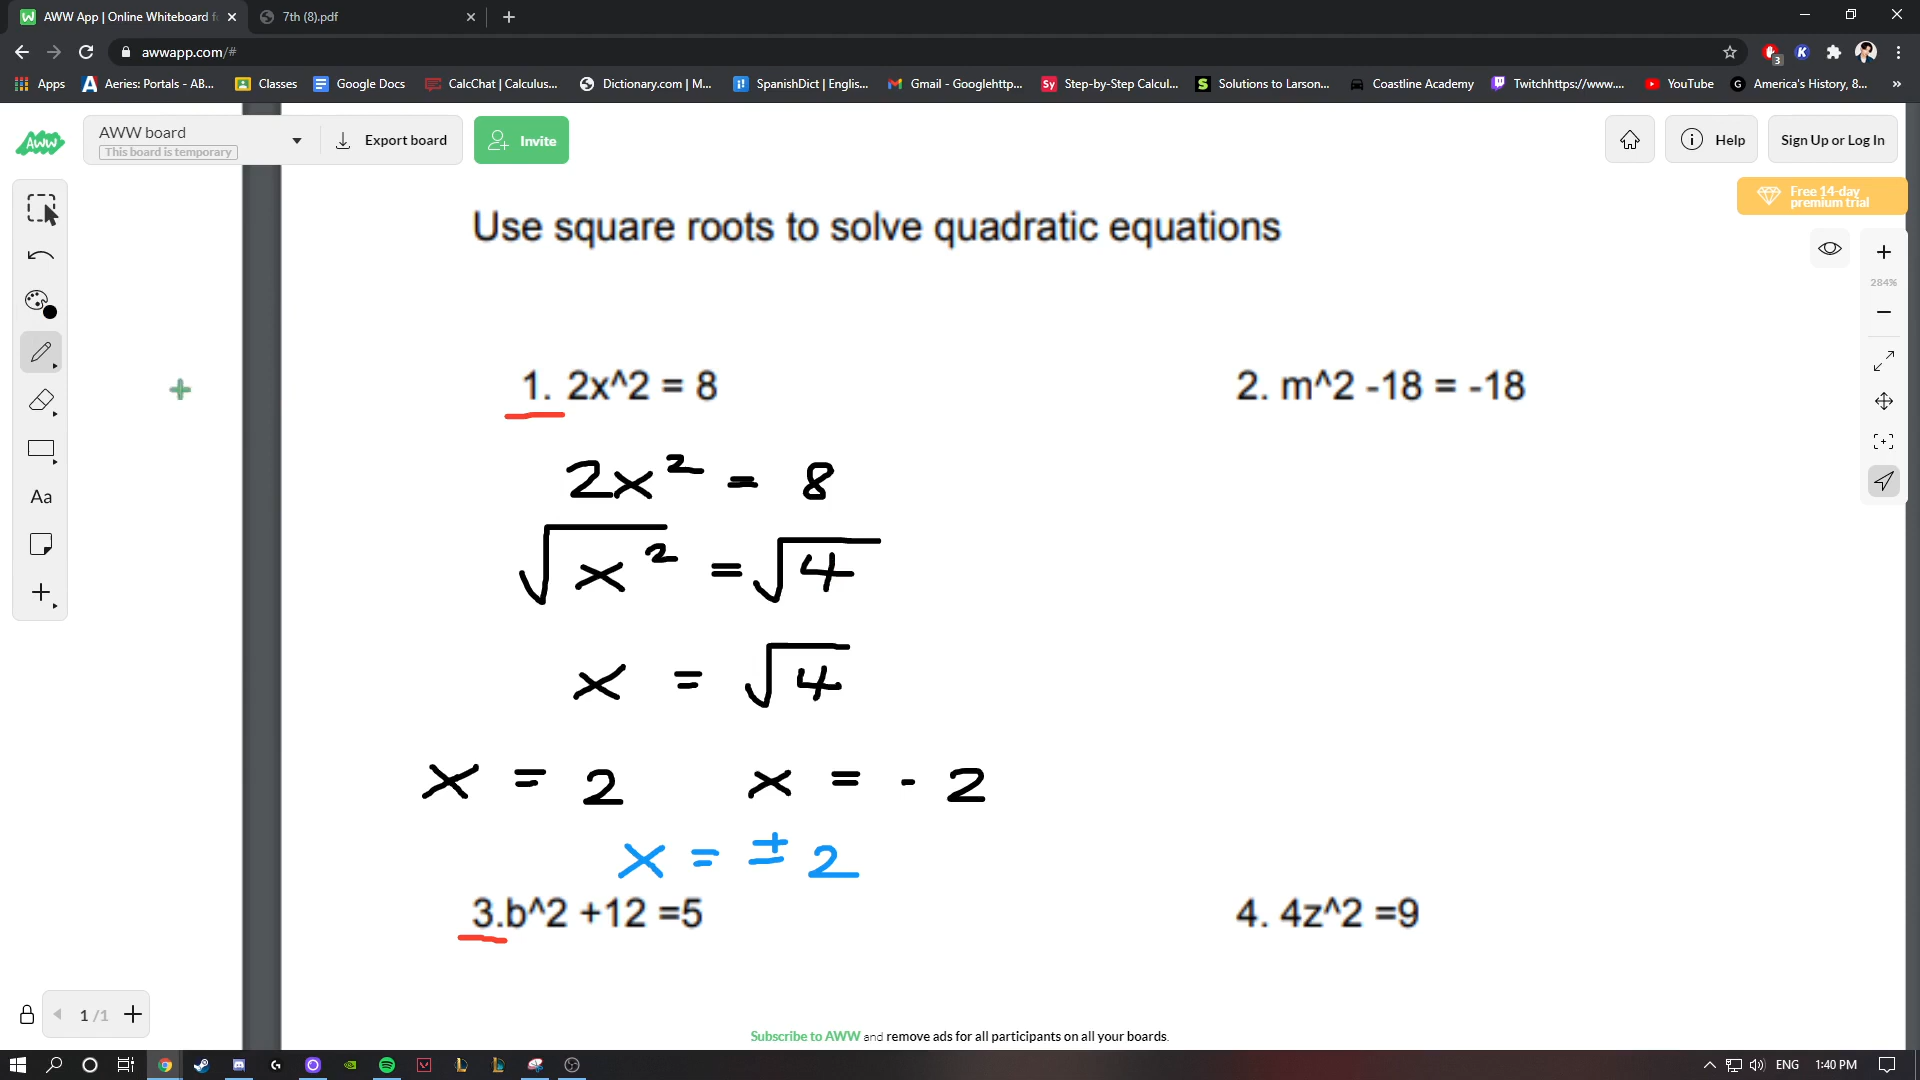 AWW App | Online Whiteboard f
7th (8).pdf
awwapp.com/#
3
Apps
Aeries: Portals - AB...
Classes
Google Docs
CalcChat | Calculus...
Dictionary.com | M...
SpanishDict | Englis...
Gmail - Googlehttp...
Step-by-Step Calcul...
Solutions to Larson...
Coastline Academy
Twitchhttps://www....
YouTube
America's History, 8...
»
AWW
AWW board
This board is temporary
Export board
Invite
Help
Sign Up or Log In
Free 14-day
premium trial
284%
Aa
Use square roots to solve quadratic equations
1. 2x^2 = 8
2. m^2 -18 = -18
2x² = 8
√x² = √4
x = √4
x = 2 x = - 2
x = ± 2
3.b^2 +12 =5
4. 4z^2 =9
1 /1
Subscribe to AWW and remove ads for all participants on all your boards.
ENG
1:40 PM